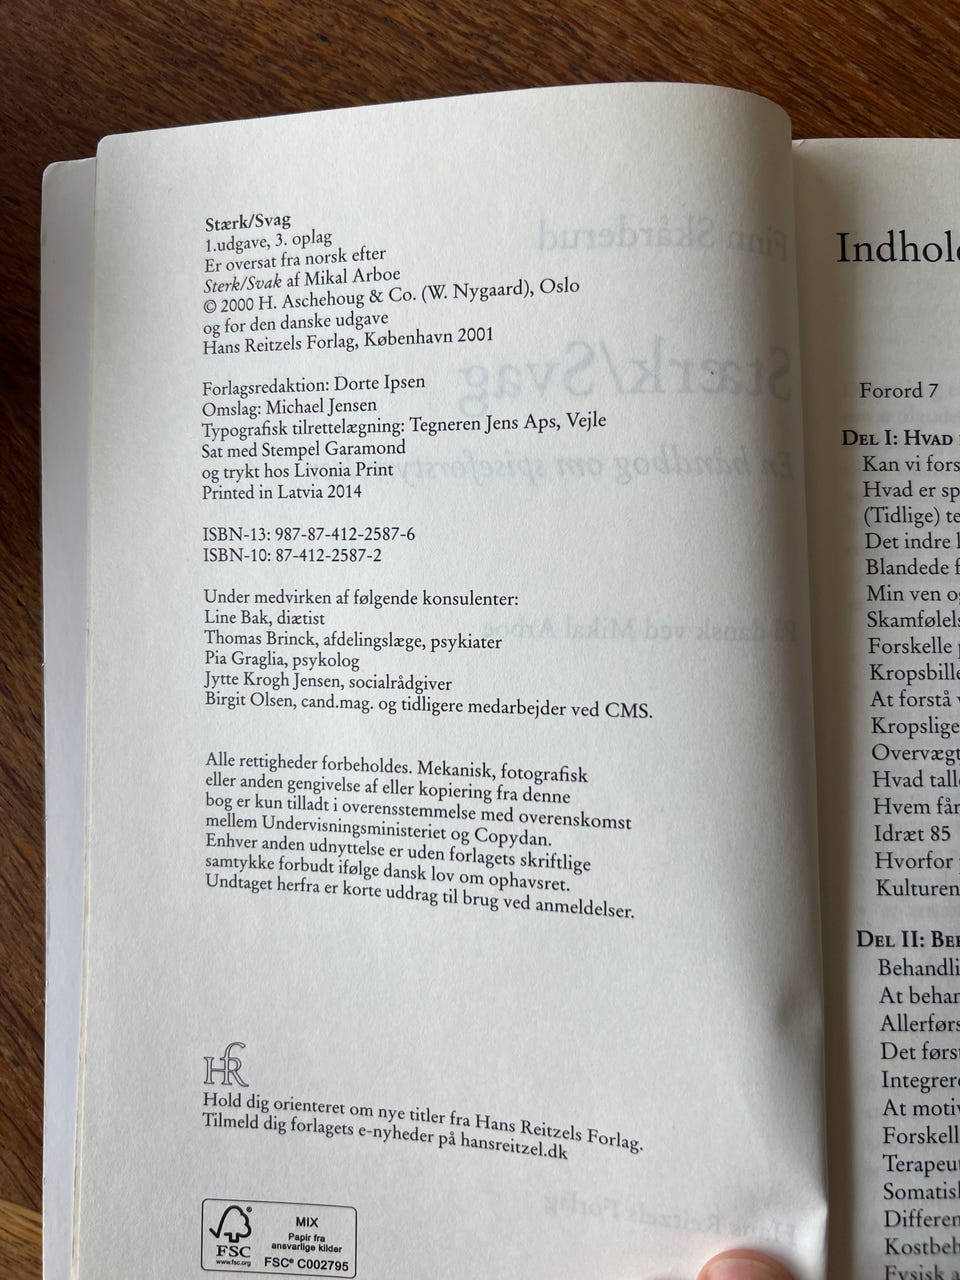 Stærk/Svag
1.udgave, 3. oplag
Er oversat fra norsk efter
Sterk/Svak af Mikal Arboe
© 2000 H. Aschehoug & Co. (W. Nygaard), Oslo
og for den danske udgave
Hans Reitzels Forlag, København 2001
Forlagsredaktion: Dorte Ipsen
Omslag: Michael Jensen
Typografisk tilrettelægning: Tegneren Jens Aps, Vejle
Sat med Stempel Garamond
og trykt hos Livonia Print
Printed in Latvia 2014
ISBN-13: 987-87-412-2587-6
ISBN-10: 87-412-2587-2
Under medvirken af følgende konsulenter:
Line Bak, diætist
Thomas Brinck, afdelingslæge, psykiater
Pia Graglia, psykolog
Jytte Krogh Jensen, socialrådgiver
Birgit Olsen, cand.mag. og tidligere medarbejder ved CMS.
Alle rettigheder forbeholdes. Mekanisk, fotografisk
eller anden gengivelse af eller kopiering fra denne
bog er kun tilladt i overensstemmelse med overenskomst
mellem Undervisningsministeriet og Copydan.
Enhver anden udnyttelse er uden forlagets skriftlige
samtykke forbudt ifølge dansk lov om ophavsret.
Undtaget herfra er korte uddrag til brug ved anmeldelser.
HfR
Hold dig orienteret om nye titler fra Hans Reitzels Forlag.
Tilmeld dig forlagets e-nyheder på hansreitzel.dk
FSC
www.fsc.org
MIX
Papir fra
ansvarlige kilder
FSC® C002795
Indhol
Forord 7
DEL I: HVAD
Kan vi fors
Hvad er sp
(Tidlige) te
Det indre
Blandede f
Min ven o
Skamføles
Forskelle
Kropsbille
At forstå v
Kropslige
Overvægt
Hvad tall
Hvem får
Idræt 85
Hvorfor
Kulturen
DEL II: BE
Behandli
At behan
Allerførs
Det først
Integrere
At motiv
Forskell
Terapeut
Somatisk
Differen
Kostbeh
Fysisk a